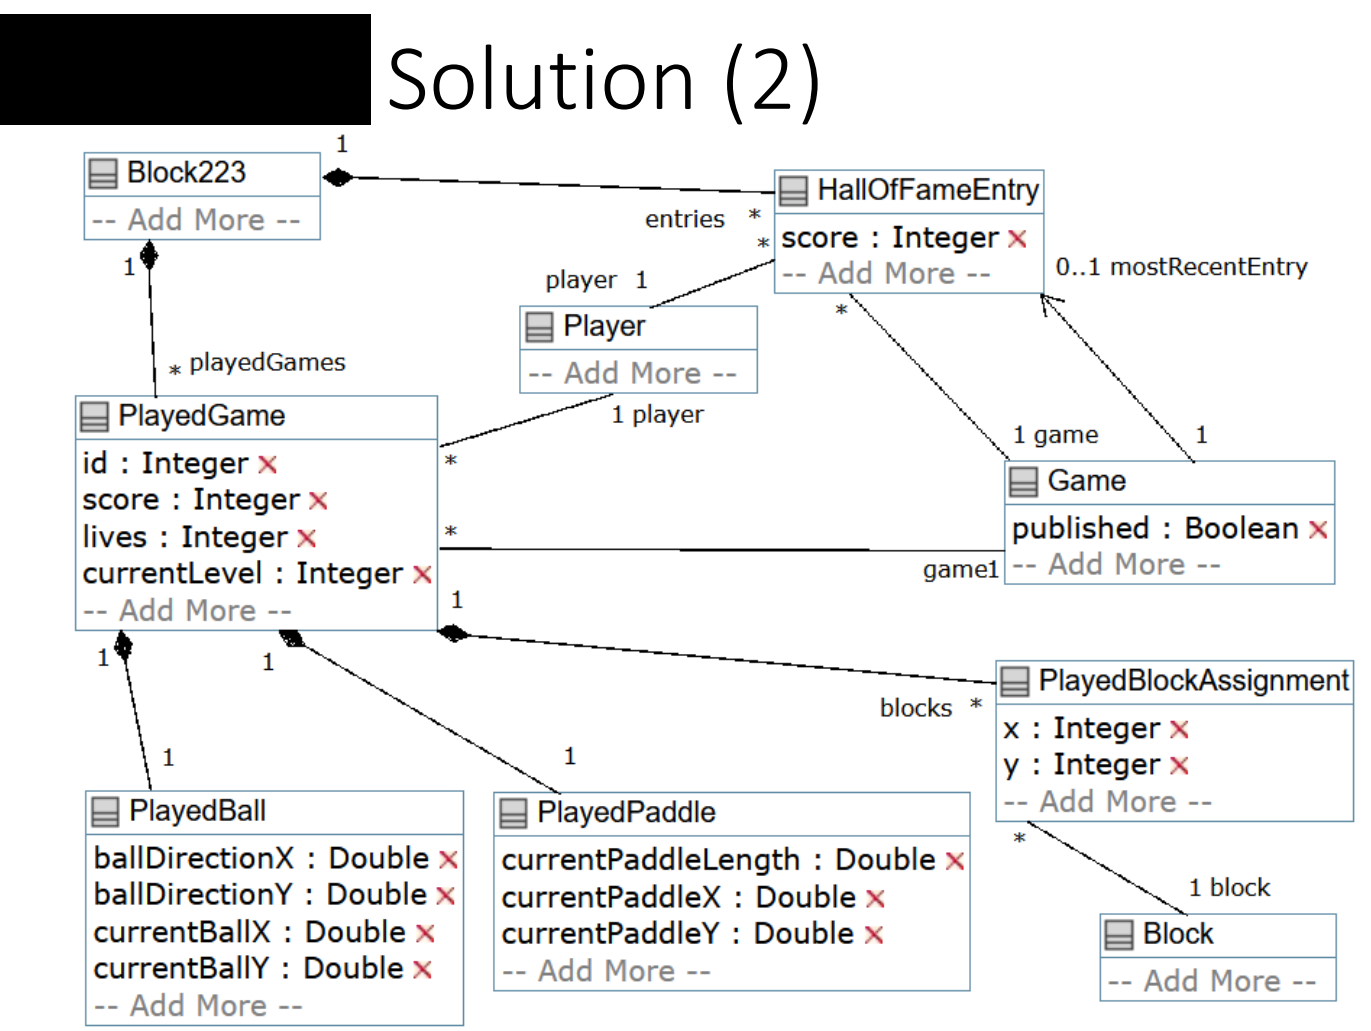 Solution (2)
1
Block223
-- Add More --
HallOfFameEntry
score : Integer
-- Add More --
entries *
*
1
player 1
0..1 mostRecentEntry
Player
-- Add More --
*
* playedGames
1 player
PlayedGame
id : Integer
score : Integer
lives : Integer
currentLevel : Integer
-- Add More --
*
1 game
1
Game
published : Boolean
-- Add More --
*
game1
1
1
1
PlayedBlockAssignment
x : Integer
y : Integer
-- Add More --
blocks *
1
1
PlayedBall
ballDirectionX : Double
ballDirectionY : Double
currentBallX : Double
currentBallY : Double
-- Add More --
PlayedPaddle
currentPaddleLength : Double
currentPaddleX : Double
currentPaddleY : Double
-- Add More --
*
1 block
Block
-- Add More --